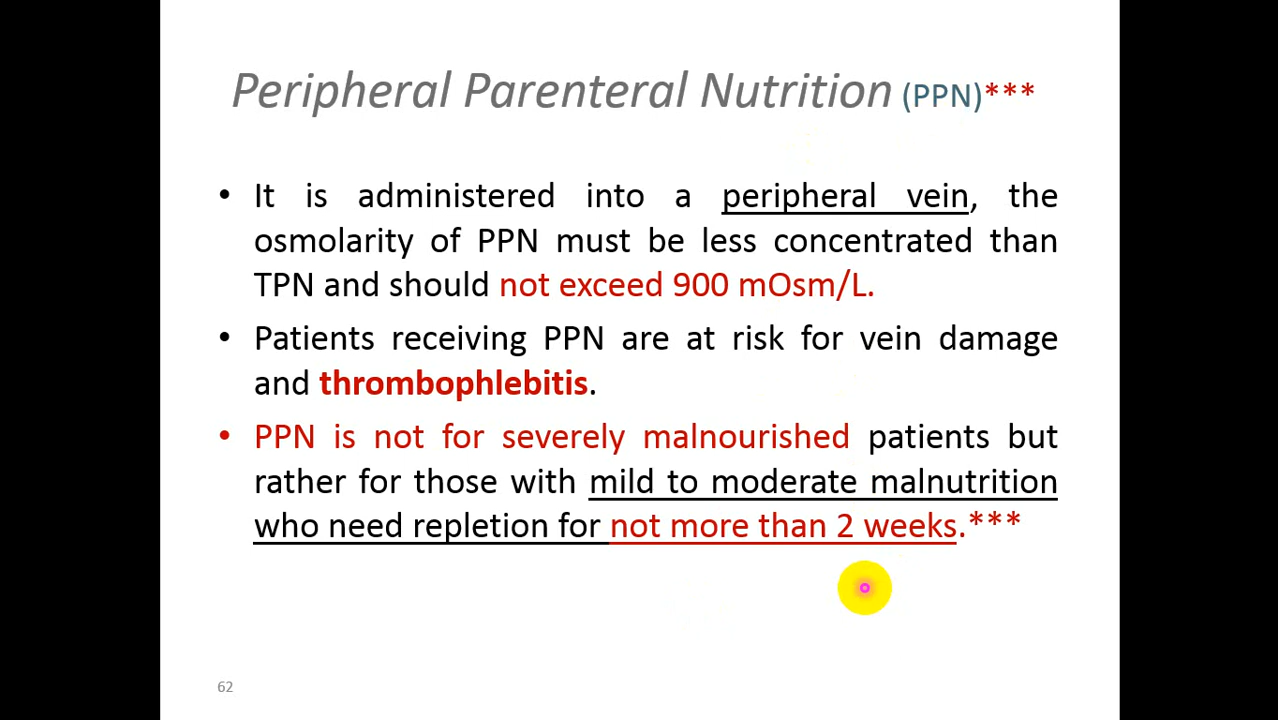 Peripheral Parenteral Nutrition (PPN)***
• It is administered into a peripheral vein, the
osmolarity of PPN must be less concentrated than
TPN and should not exceed 900 mOsm/L.
• Patients receiving PPN are at risk for vein damage
and thrombophlebitis.
• PPN is not for severely malnourished patients but
rather for those with mild to moderate malnutrition
who need repletion for not more than 2 weeks.***
62